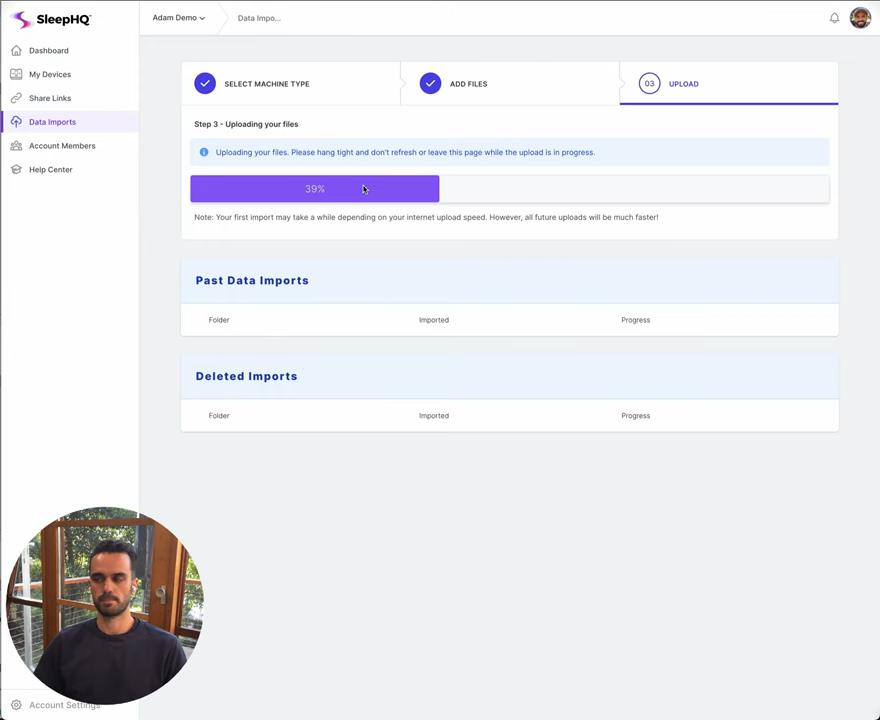 SleepHQ
Adam Demo
Data Impo...
Dashboard
My Devices
Share Links
Data Imports
Account Members
Help Center
SELECT MACHINE TYPE
ADD FILES
03
UPLOAD
Step 3 - Uploading your files
Uploading your files. Please hang tight and don't refresh or leave this page while the upload is in progress.
39%
Note: Your first import may take a while depending on your internet upload speed. However, all future uploads will be much faster!
Past Data Imports
Folder Imported Progress
Deleted Imports
Folder Imported Progress
Account Settings